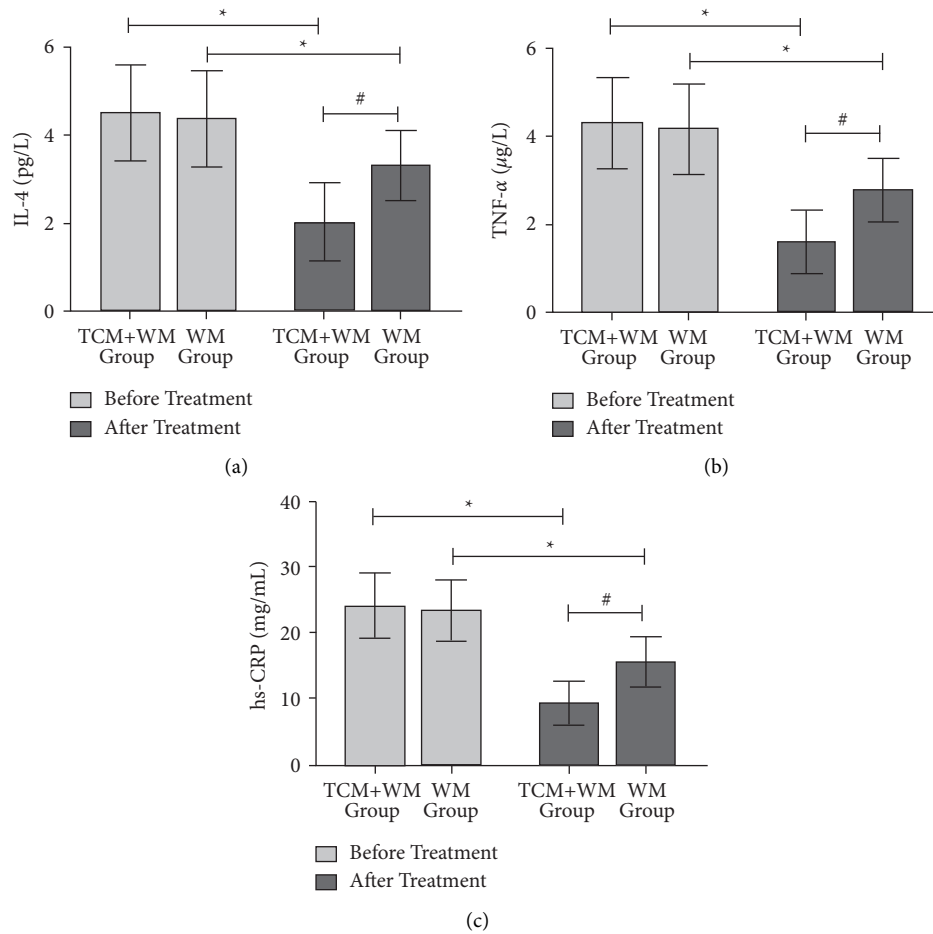 *
*
#
6
4
2
0
IL-4 (pg/L)
TCM+WM Group
WM Group
TCM+WM Group
WM Group
Before Treatment
After Treatment
(a)
*
*
#
6
4
2
0
TNF-α (μg/L)
TCM+WM Group
WM Group
TCM+WM Group
WM Group
Before Treatment
After Treatment
(b)
*
*
#
40
30
20
10
0
hs-CRP (mg/mL)
TCM+WM Group
WM Group
TCM+WM Group
WM Group
Before Treatment
After Treatment
(c)